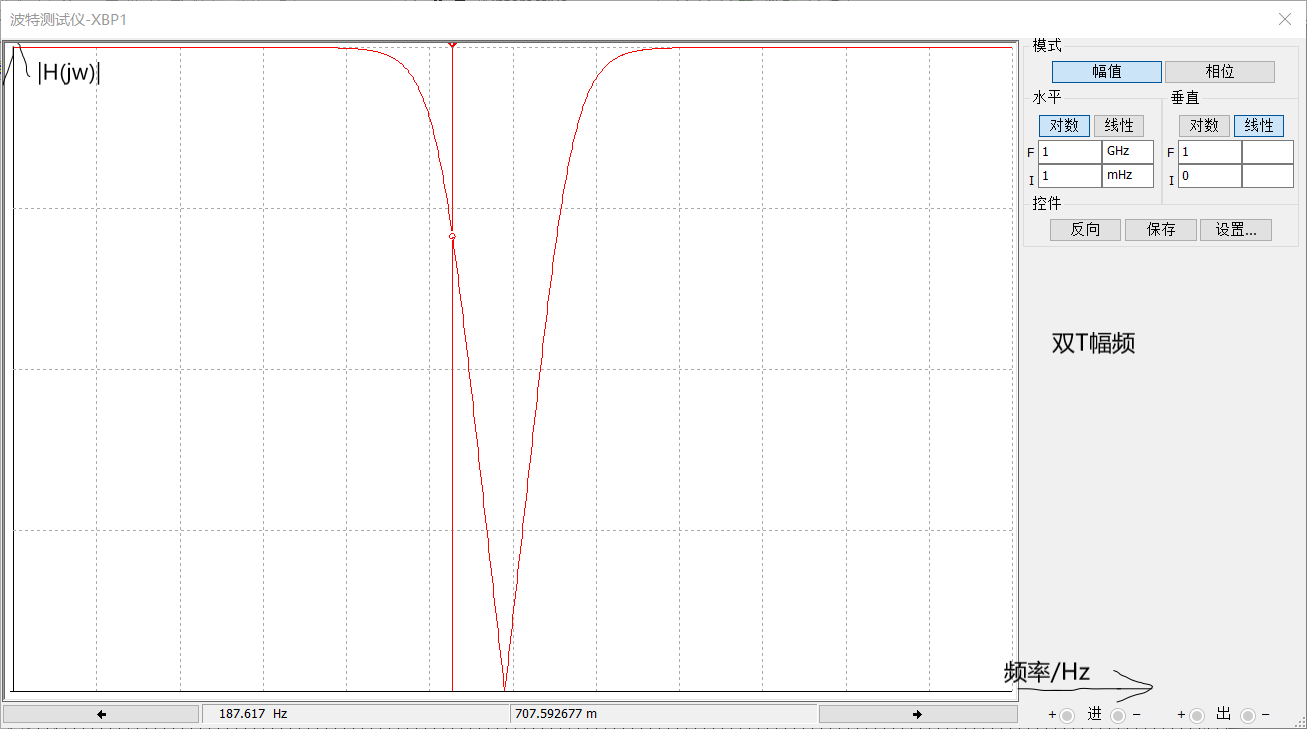 波特测试仪-XBP1
|H(jw)|
模式
幅值 相位
水平 垂直
对数 线性 对数 线性
F 1 GHz F 1
I 1 mHz I 0
控件
反向 保存 设置...
双T幅频
频率/Hz
187.617 Hz 707.592677 m
+ 进 − + 出 −